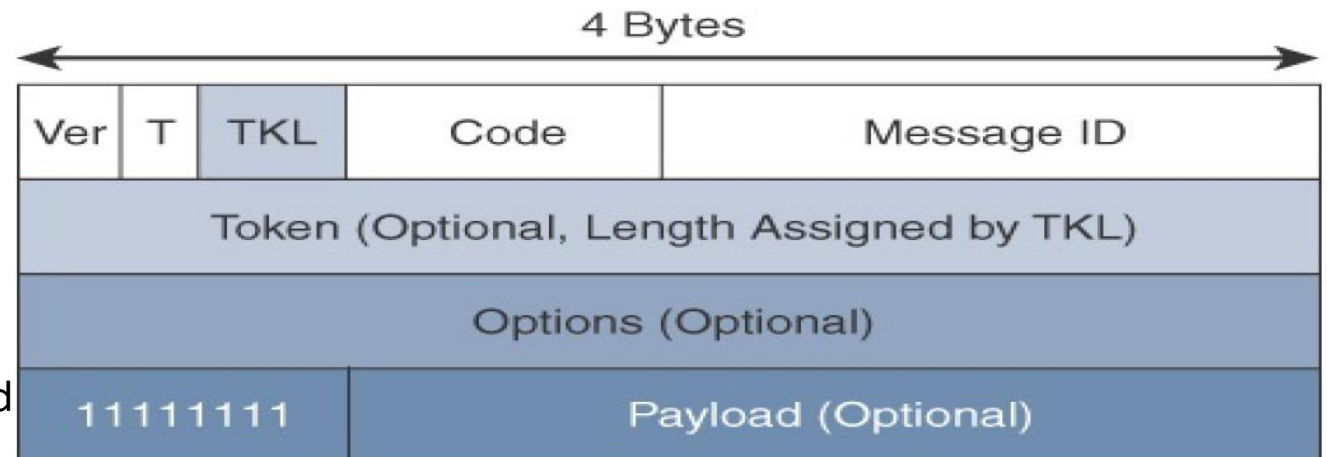 4 Bytes
Ver T TKL Code Message ID
Token (Optional, Length Assigned by TKL)
Options (Optional)
d 11111111 Payload (Optional)